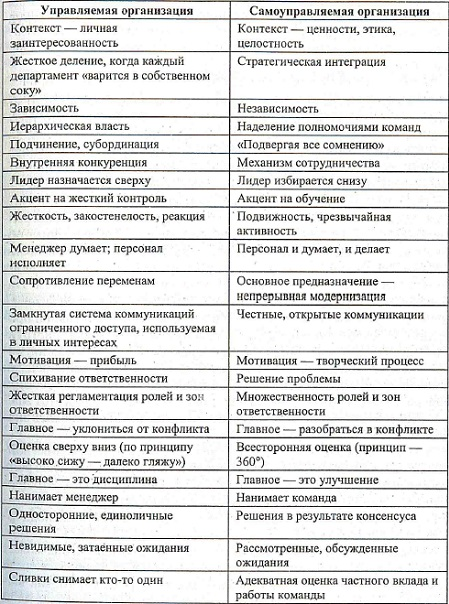 Управляемая организация
Самоуправляемая организация
Контекст — личная
заинтересованность
Контекст — ценности, этика,
целостность
Жесткое деление, когда каждый
департамент «варится в собственном
соку»
Стратегическая интеграция
Зависимость
Независимость
Иерархическая власть
Наделение полномочиями команд
Подчинение, субординация
«Подвергая все сомнению»
Внутренняя конкуренция
Механизм сотрудничества
Лидер назначается сверху
Лидер избирается снизу
Акцент на жесткий контроль
Акцент на обучение
Жесткость, закостенелость, реакция
Подвижность, чрезвычайная
активность
Менеджер думает; персонал
исполняет
Персонал и думает, и делает
Сопротивление переменам
Основное предназначение —
непрерывная модернизация
Замкнутая система коммуникаций
ограниченного доступа, используемая
в личных интересах
Честные, открытые коммуникации
Мотивация — прибыль
Мотивация — творческий процесс
Спихивание ответственности
Решение проблемы
Жесткая регламентация ролей и зон
ответственности
Множественность ролей и зон
ответственности
Главное — уклониться от конфликта
Главное — разобраться в конфликте
Оценка сверху вниз (по принципу
«высоко сижу — далеко гляжу»)
Всесторонняя оценка (принцип —
360°)
Главное — это дисциплина
Главное — это улучшение
Нанимает менеджер
Нанимает команда
Односторонние, единоличные
решения
Решения в результате консенсуса
Невидимые, затаённые ожидания
Рассмотренные, обсужденные
ожидания
Сливки снимает кто-то один
Адекватная оценка частного вклада и
работы команды